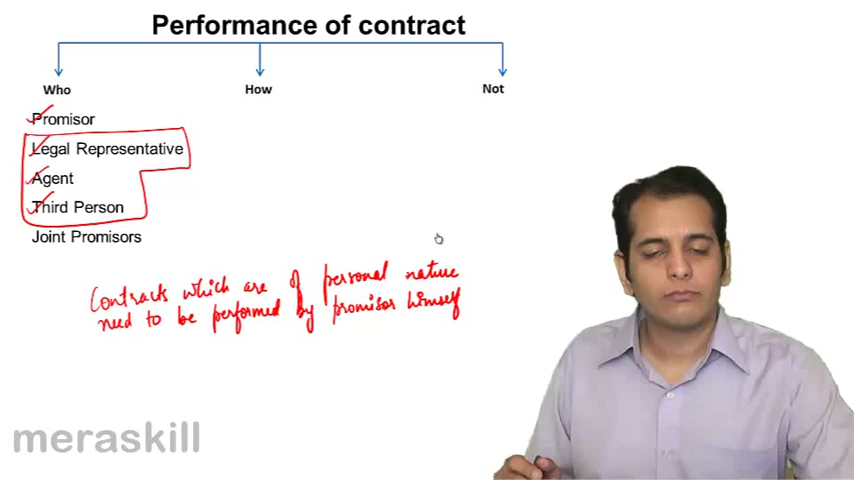 Performance of contract
Who
How
Not
Promisor
Legal Representative
Agent
Third Person
Joint Promisors
Contracts which are of personal nature
need to be performed by promisor himself
meraskill